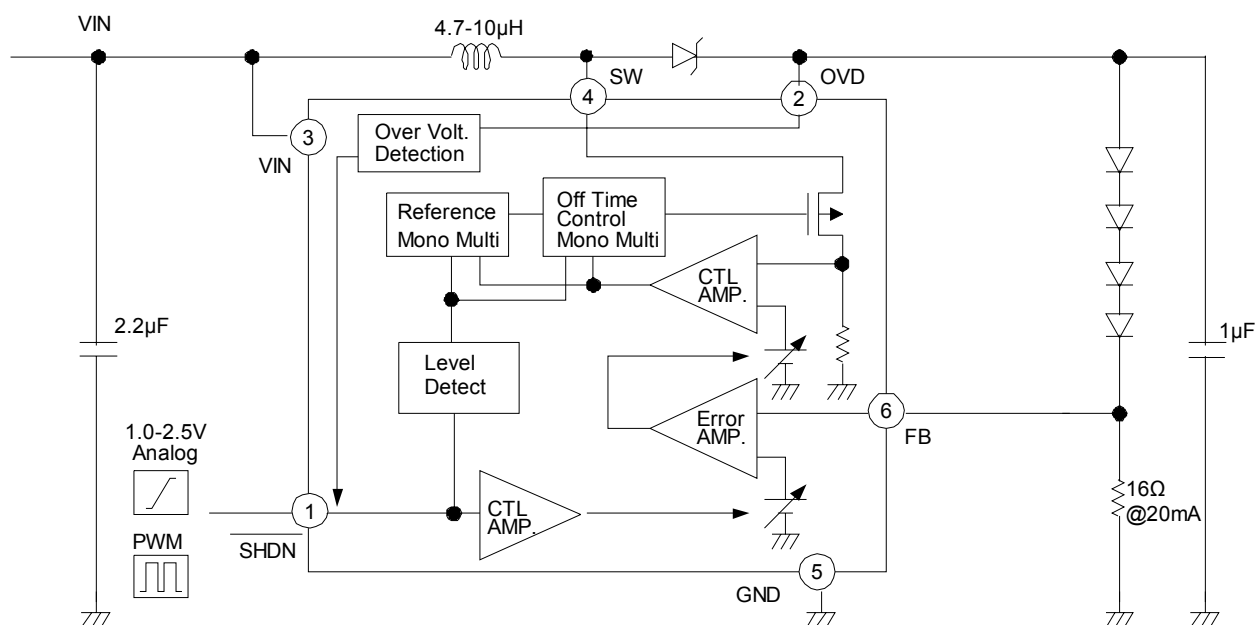 VIN
4.7-10µH
SW
OVD
4
2
3
VIN
Over Volt.
Detection
Reference
Mono Multi
Off Time
Control
Mono Multi
CTL
AMP.
2.2µF
1µF
Level
Detect
Error
AMP.
6
FB
1.0-2.5V
Analog
16Ω
@20mA
1
CTL
AMP.
SHDN
PWM
5
GND